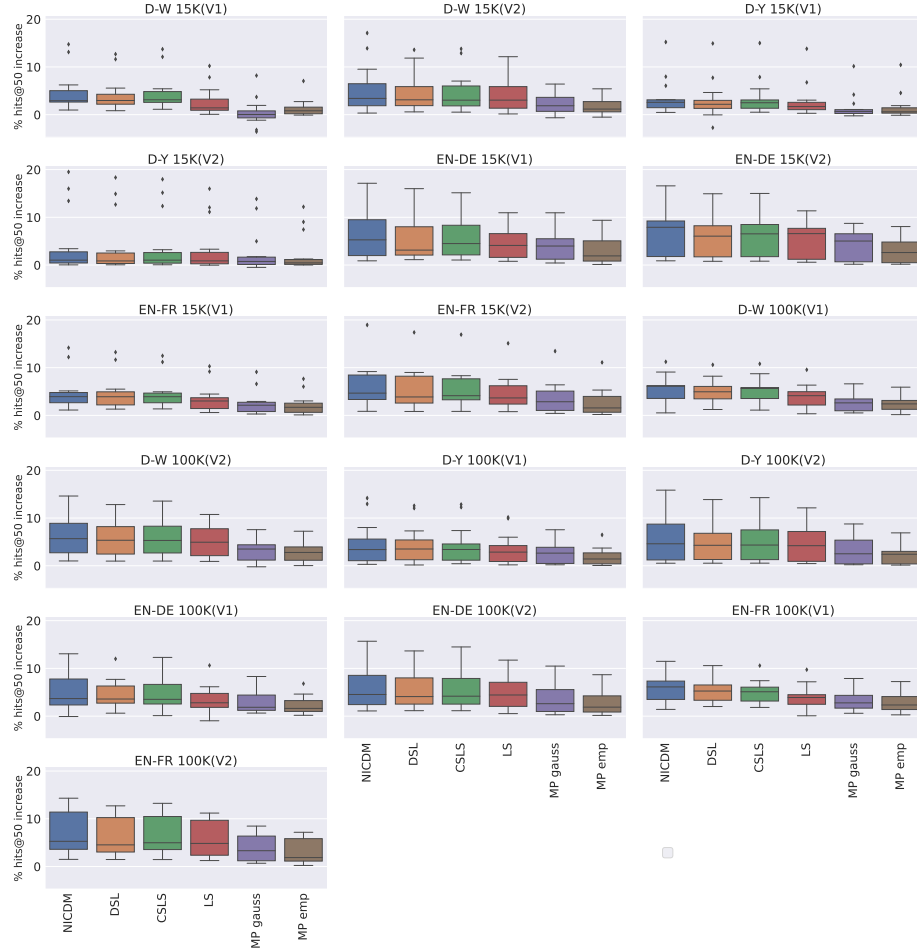 D-W 15K(V1)
D-W 15K(V2)
D-Y 15K(V1)
% hits@50 increase
20
10
0
D-Y 15K(V2)
EN-DE 15K(V1)
EN-DE 15K(V2)
% hits@50 increase
20
10
0
EN-FR 15K(V1)
EN-FR 15K(V2)
D-W 100K(V1)
% hits@50 increase
20
10
0
D-W 100K(V2)
D-Y 100K(V1)
D-Y 100K(V2)
% hits@50 increase
20
10
0
EN-DE 100K(V1)
EN-DE 100K(V2)
EN-FR 100K(V1)
% hits@50 increase
20
10
0
NICDM
DSL
CSLS
LS
MP gauss
MP emp
NICDM
DSL
CSLS
LS
MP gauss
MP emp
EN-FR 100K(V2)
% hits@50 increase
20
10
0
NICDM
DSL
CSLS
LS
MP gauss
MP emp